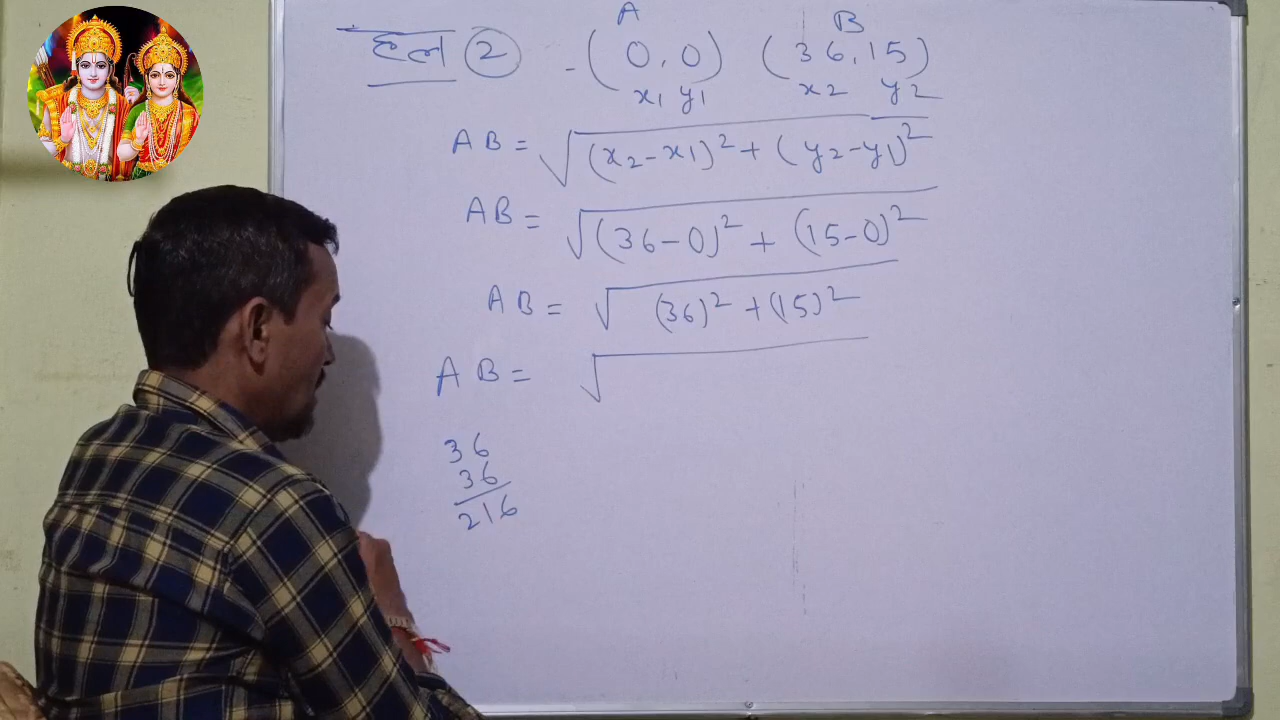 हल 2 - A (0, 0) B (36, 15)
x1 y1 x2 y2
AB = √(x2-x1)² + (y2-y1)²
AB = √(36-0)² + (15-0)²
AB = √(36)² + (15)²
AB = √
36
36
216